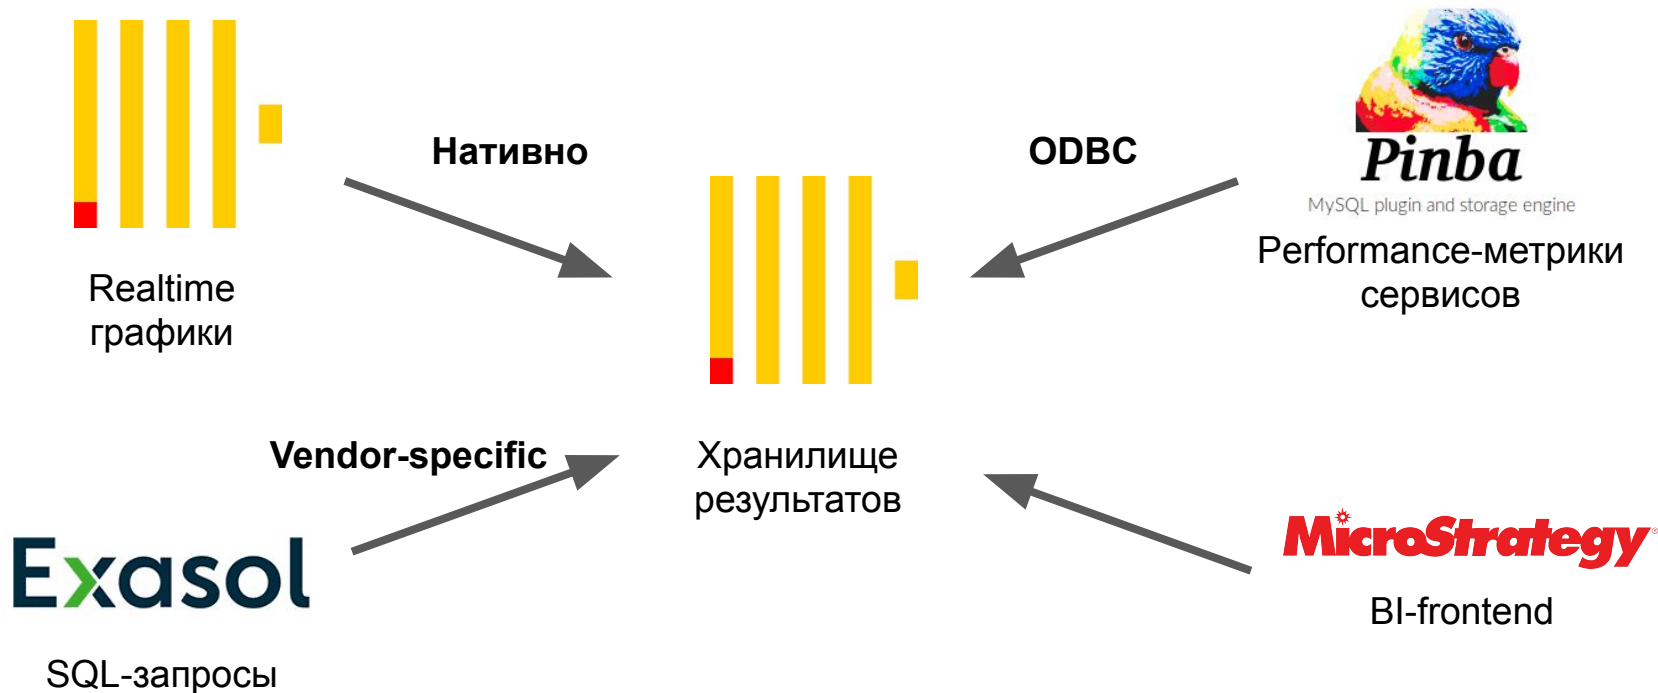 Нативно
ODBC
Pinba
MySQL plugin and storage engine
Realtime
графики
Performance-метрики
сервисов
Vendor-specific
Хранилище
результатов
Exasol
SQL-запросы
MicroStrategy®
BI-frontend